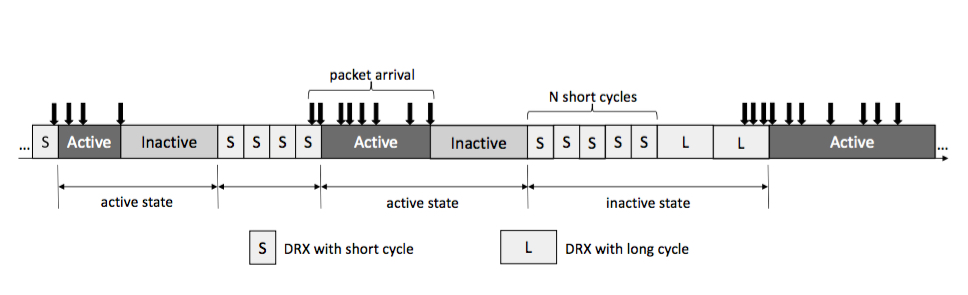 packet arrival
N short cycles
... S Active Inactive S S S S Active Inactive S S S S S L L Active ...
active state active state inactive state
S DRX with short cycle L DRX with long cycle